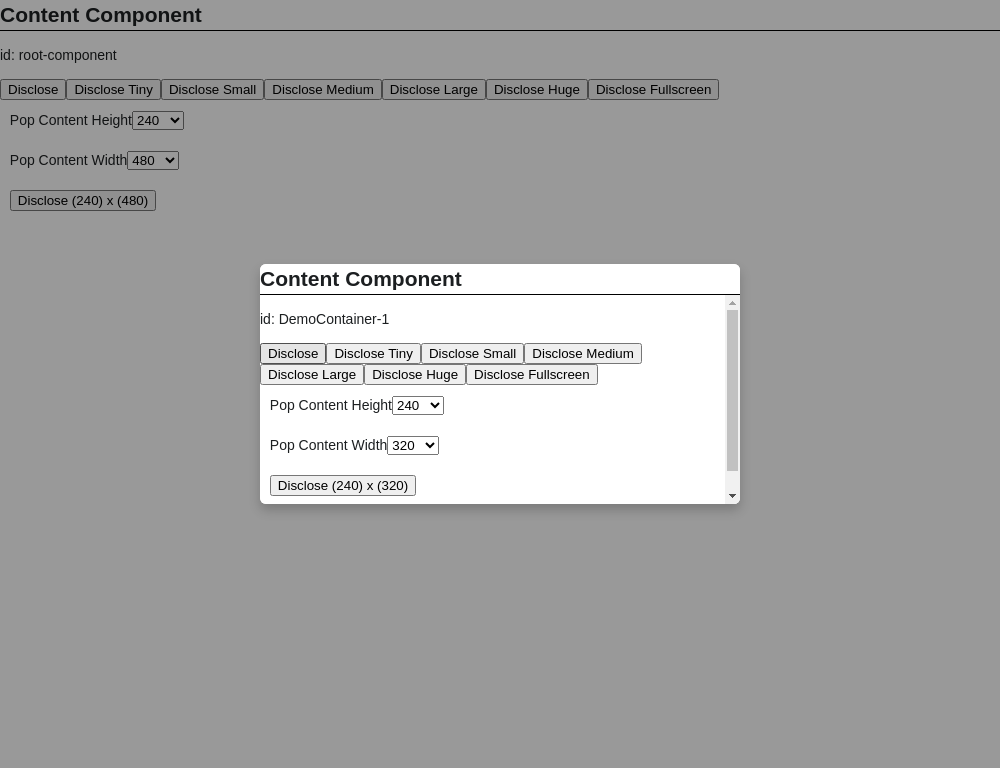 Content Component
id: root-component
Disclose Disclose Tiny Disclose Small Disclose Medium Disclose Large Disclose Huge Disclose Fullscreen
Pop Content Height 240
Pop Content Width 480
Disclose (240) x (480)
Content Component
id: DemoContainer-1
Disclose Disclose Tiny Disclose Small Disclose Medium
Disclose Large Disclose Huge Disclose Fullscreen
Pop Content Height 240
Pop Content Width 320
Disclose (240) x (320)